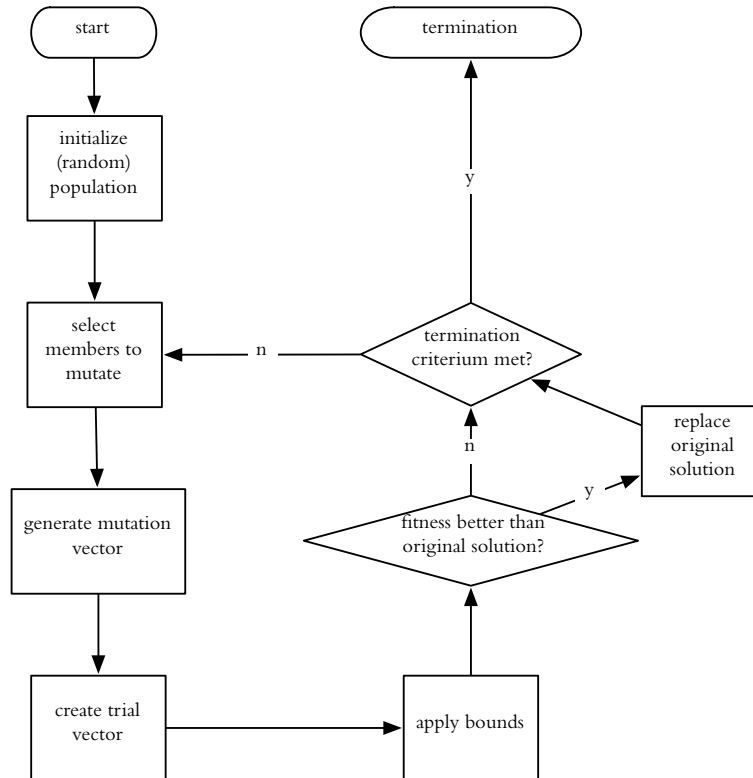 start
initialize
(random)
population
select
members to
mutate
generate mutation
vector
create trial
vector
apply bounds
fitness better than
original solution?
y
replace
original
solution
n
termination
criterium met?
n
y
termination